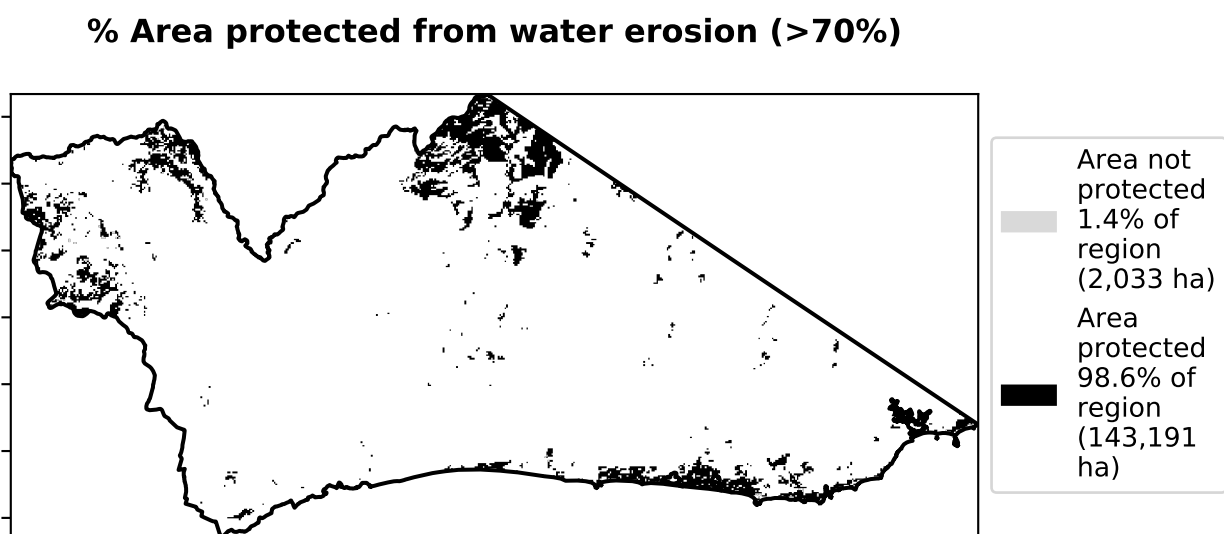 % Area protected from water erosion (>70%)
Area not
protected
1.4% of
region
(2,033 ha)
Area
protected
98.6% of
region
(143,191
ha)